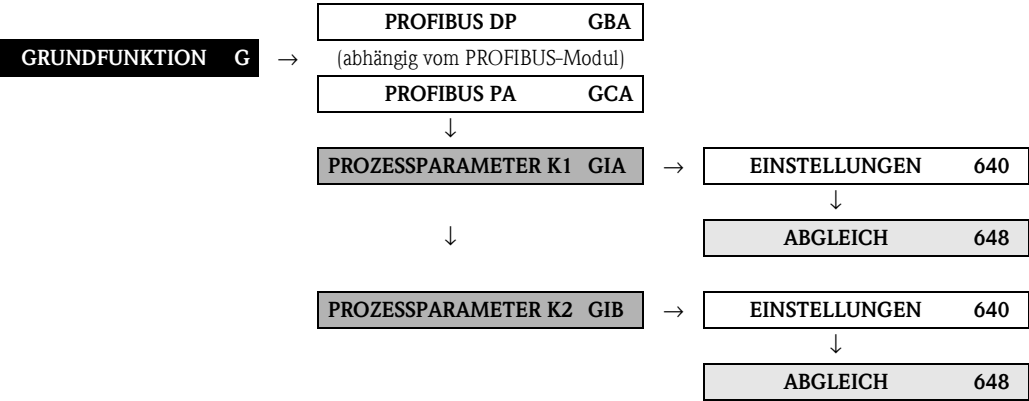 PROFIBUS DP GBA
GRUNDFUNKTION G → (abhängig vom PROFIBUS-Modul)
PROFIBUS PA GCA
↓
PROZESSPARAMETER K1 GIA → EINSTELLUNGEN 640
↓
↓ ABGLEICH 648
PROZESSPARAMETER K2 GIB → EINSTELLUNGEN 640
↓
ABGLEICH 648